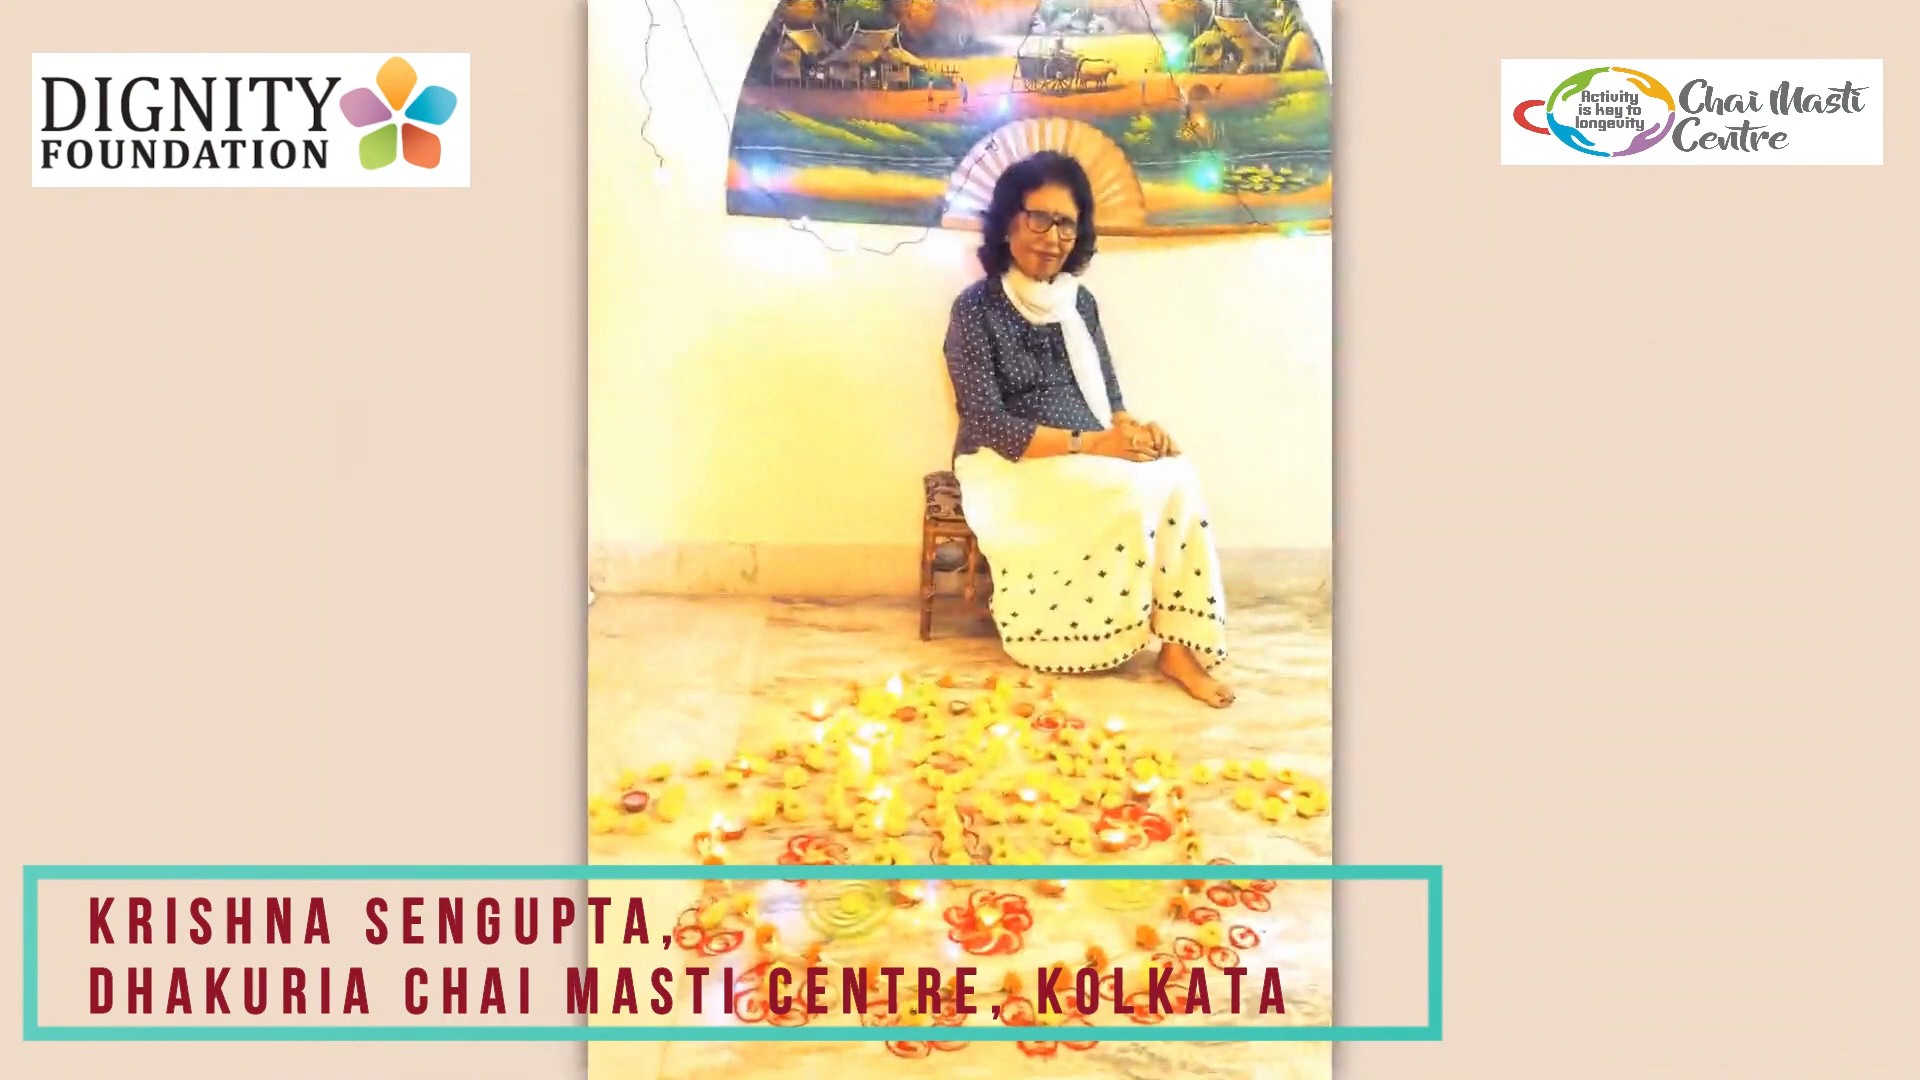 DIGNITY
FOUNDATION
Activity
is key to
longevity
Chai Masti
Centre
KRISHNA SENGUPTA,
DHAKURIA CHAI MASTI CENTRE, KOLKATA